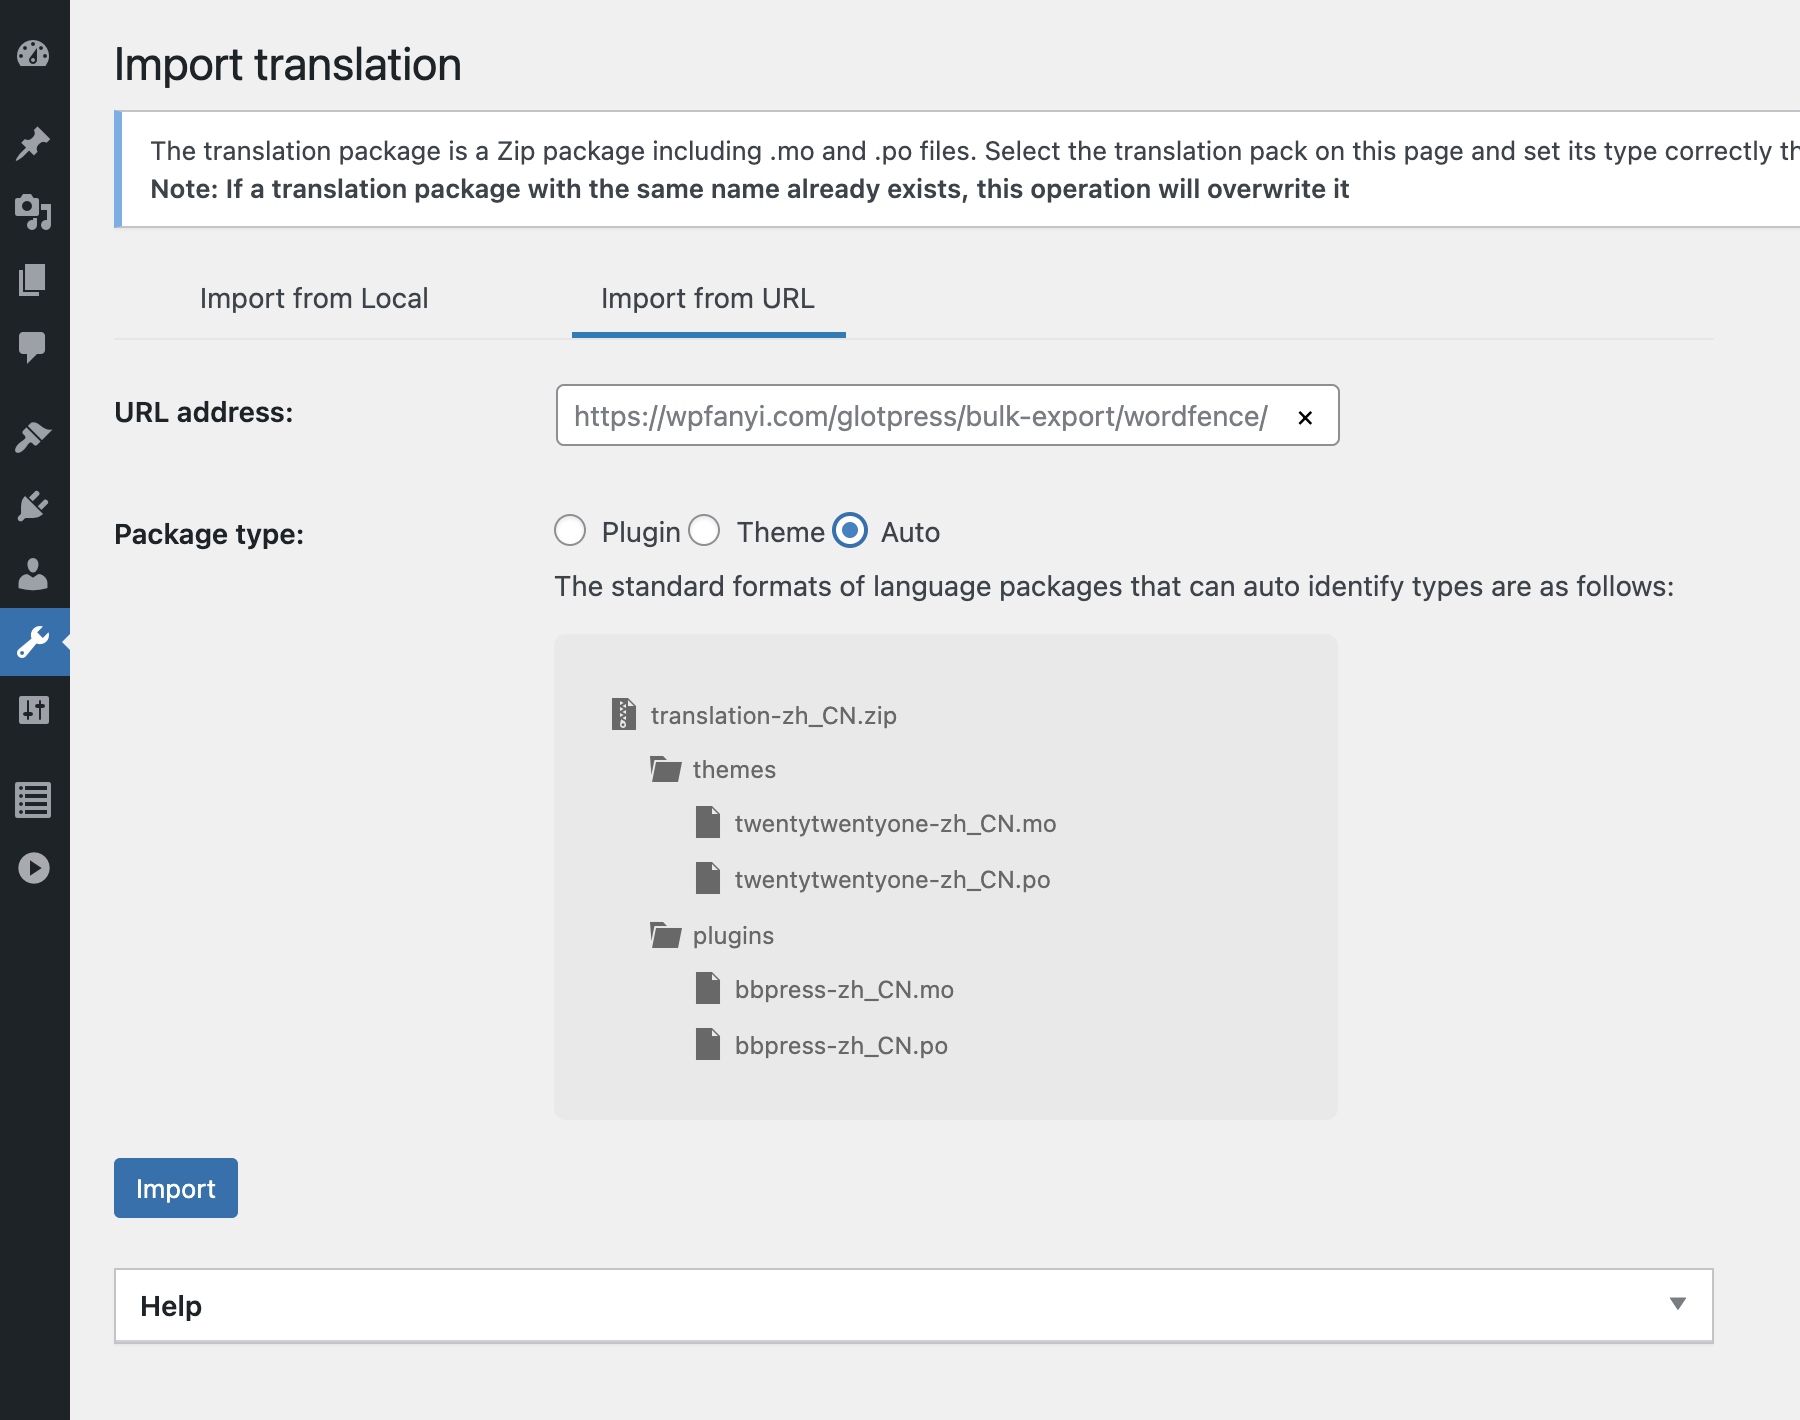 Import translation
The translation package is a Zip package including .mo and .po files. Select the translation pack on this page and set its type correctly
Note: If a translation package with the same name already exists, this operation will overwrite it
Import from Local
Import from URL
URL address:
https://wpfanyi.com/glotpress/bulk-export/wordfence/
Package type:
Plugin
Theme
Auto
The standard formats of language packages that can auto identify types are as follows:
translation-zh_CN.zip
themes
twentytwentyone-zh_CN.mo
twentytwentyone-zh_CN.po
plugins
bbpress-zh_CN.mo
bbpress-zh_CN.po
Import
Help